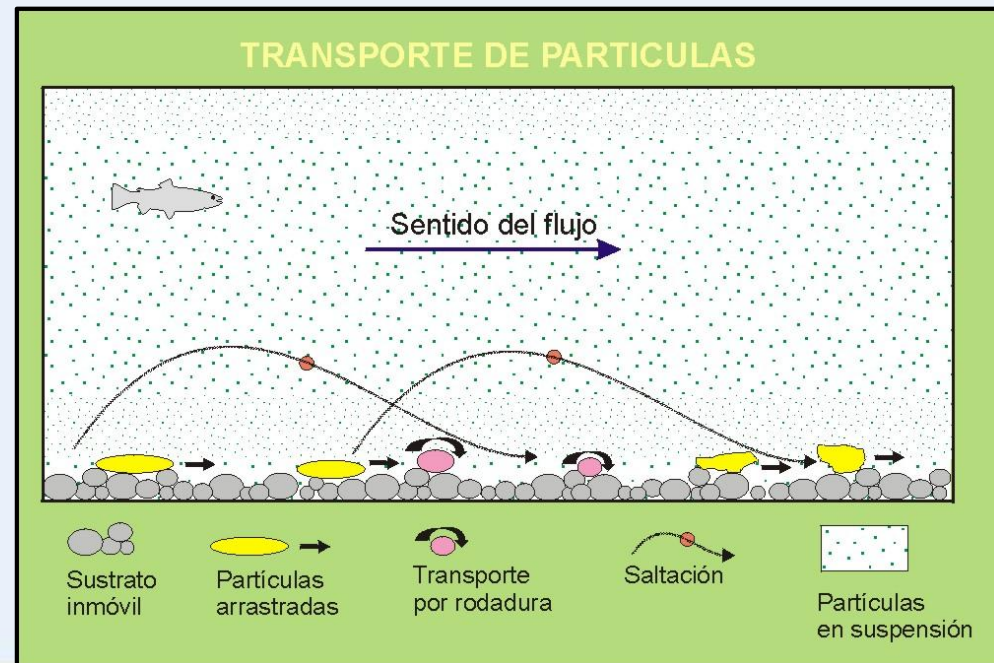 TRANSPORTE DE PARTICULAS
Sentido del flujo
Sustrato
inmóvil
Partículas
arrastradas
Transporte
por rodadura
Saltación
Partículas
en suspensión